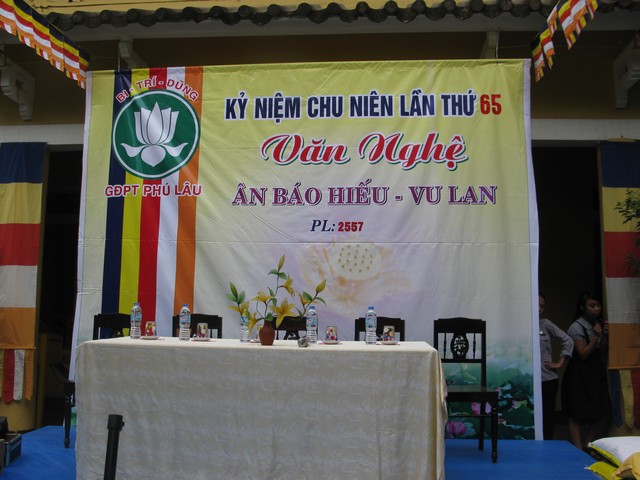 BI - TRÍ - DŨNG
GĐPT PHÚ LÂU
KỶ NIỆM CHU NIÊN LẦN THỨ 65
Văn Nghệ
ÂN BÁO HIẾU - VU LAN
PL: 2557